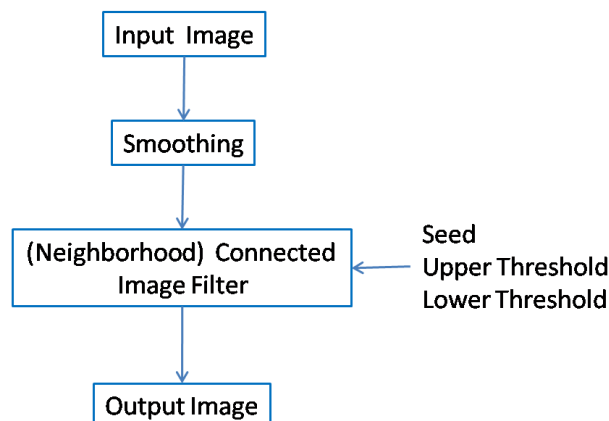 Input Image
Smoothing
(Neighborhood) Connected
Image Filter
Seed
Upper Threshold
Lower Threshold
Output Image